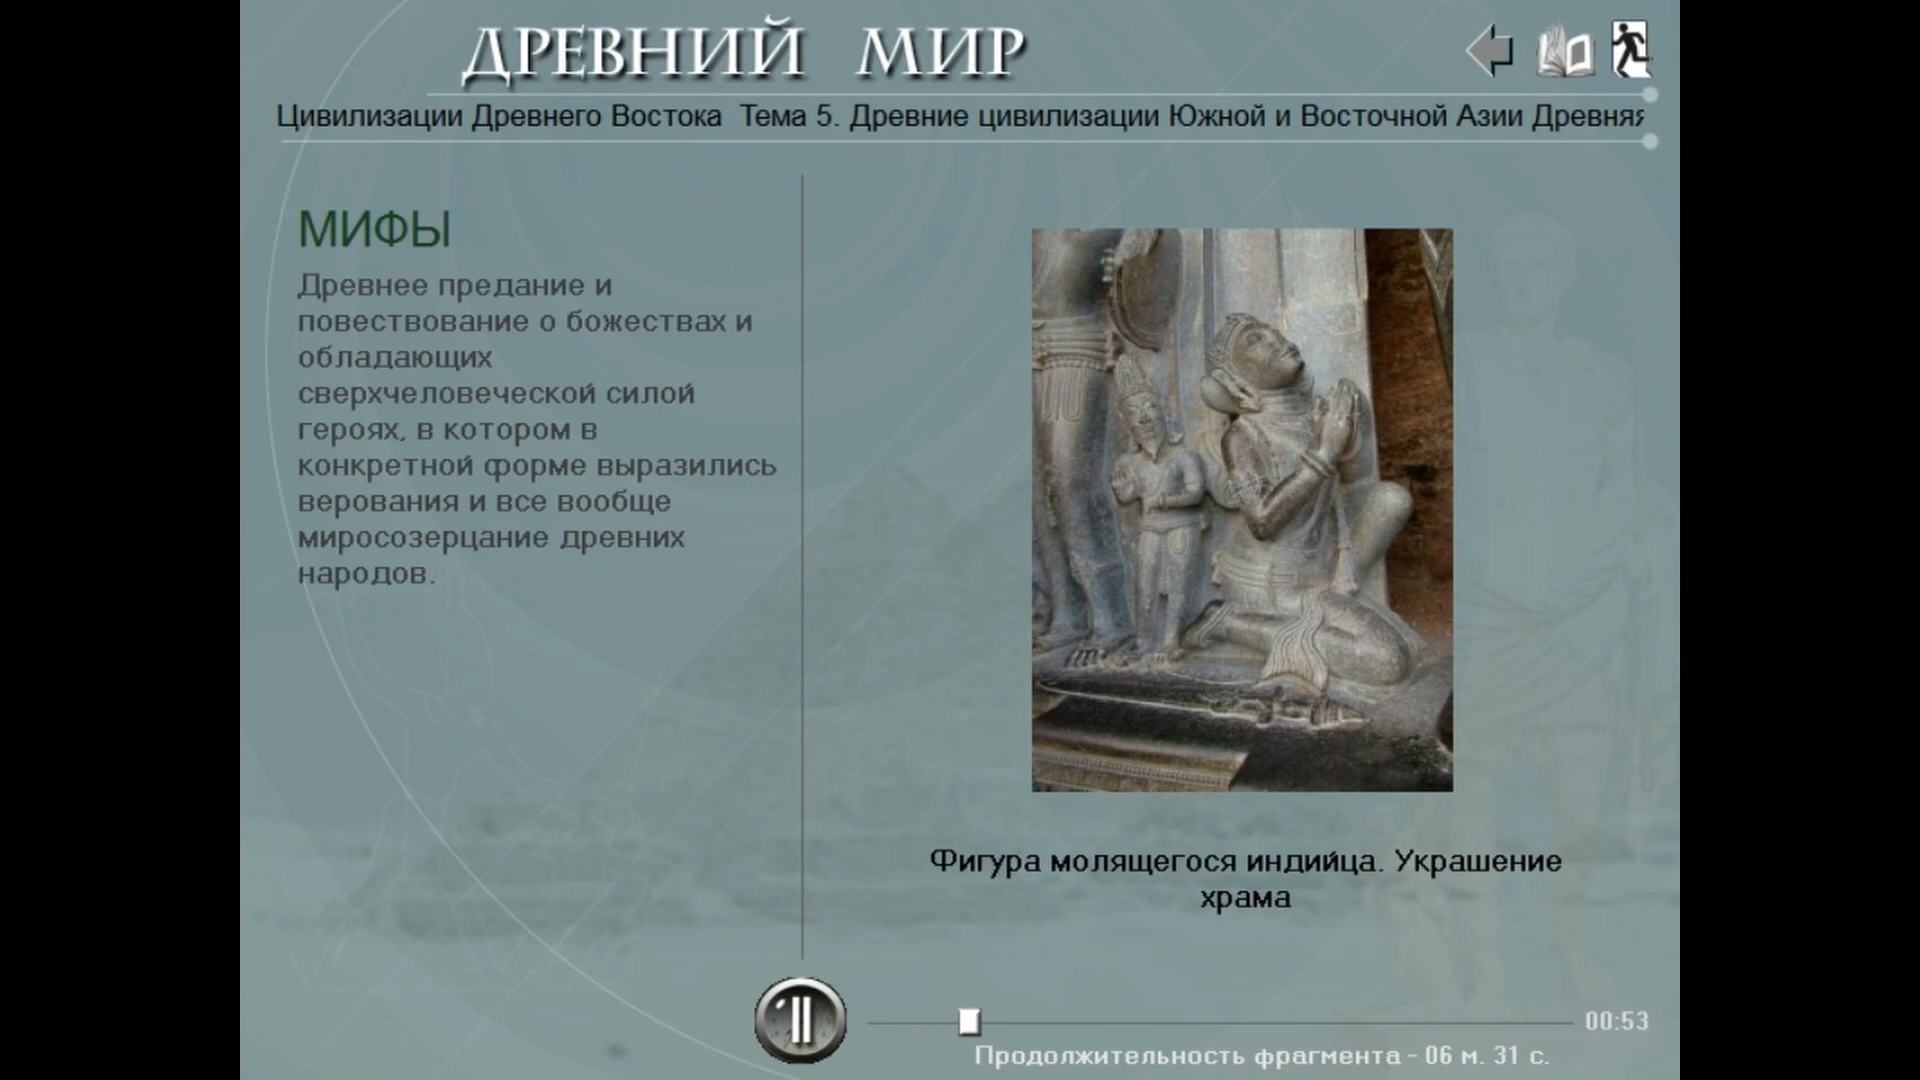 ДРЕВНИЙ МИР
Цивилизации Древнего Востока Тема 5. Древние цивилизации Южной и Восточной Азии Древняя
МИФЫ
Древнее предание и
повествование о божествах и
обладающих
сверхчеловеческой силой
героях, в котором в
конкретной форме выразились
верования и все вообще
миросозерцание древних
народов.
Фигура молящегося индийца. Украшение
храма
00:53
Продолжительность фрагмента - 06 м. 31 с.